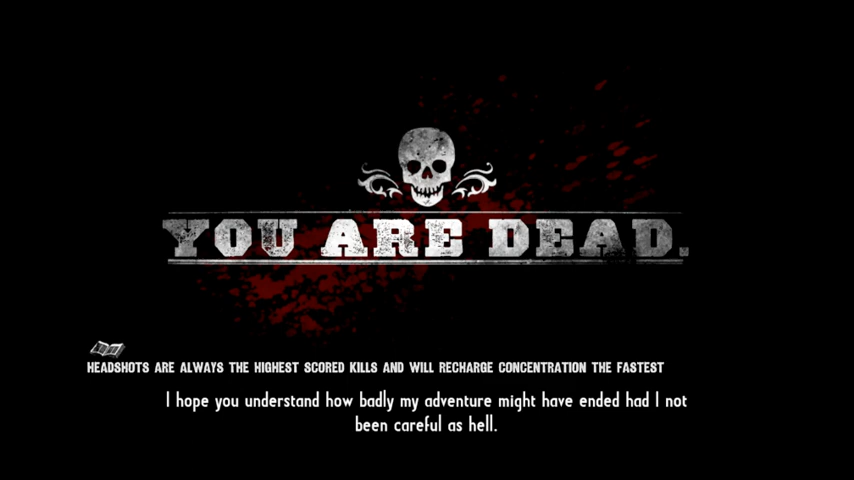 YOU ARE DEAD.
HEADSHOTS ARE ALWAYS THE HIGHEST SCORED KILLS AND WILL RECHARGE CONCENTRATION THE FASTEST
I hope you understand how badly my adventure might have ended had I not
been careful as hell.